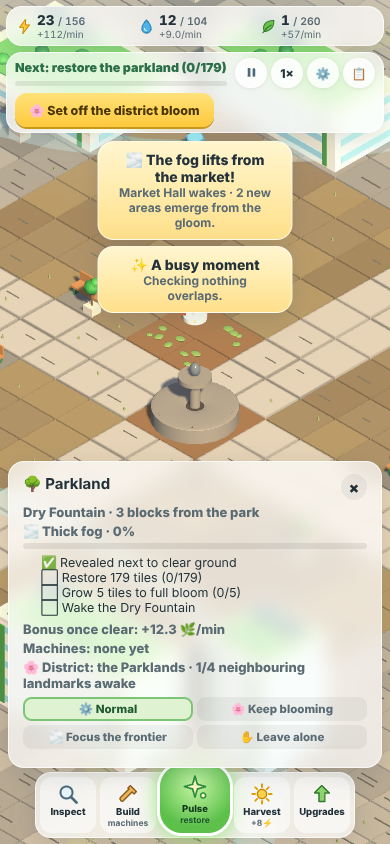 23 / 156
+112/min
12 / 104
+9.0/min
1 / 260
+57/min
Next: restore the parkland (0/179)
1×
Set off the district bloom
The fog lifts from
the market!
Market Hall wakes · 2 new
areas emerge from the
gloom.
A busy moment
Checking nothing
overlaps.
Parkland
Dry Fountain · 3 blocks from the park
Thick fog · 0%
Revealed next to clear ground
Restore 179 tiles (0/179)
Grow 5 tiles to full bloom (0/5)
Wake the Dry Fountain
Bonus once clear: +12.3 🌿/min
Machines: none yet
District: the Parklands · 1/4 neighbouring
landmarks awake
Normal
Keep blooming
Focus the frontier
Leave alone
Inspect
Build
machines
Pulse
restore
Harvest
+8⚡
Upgrades